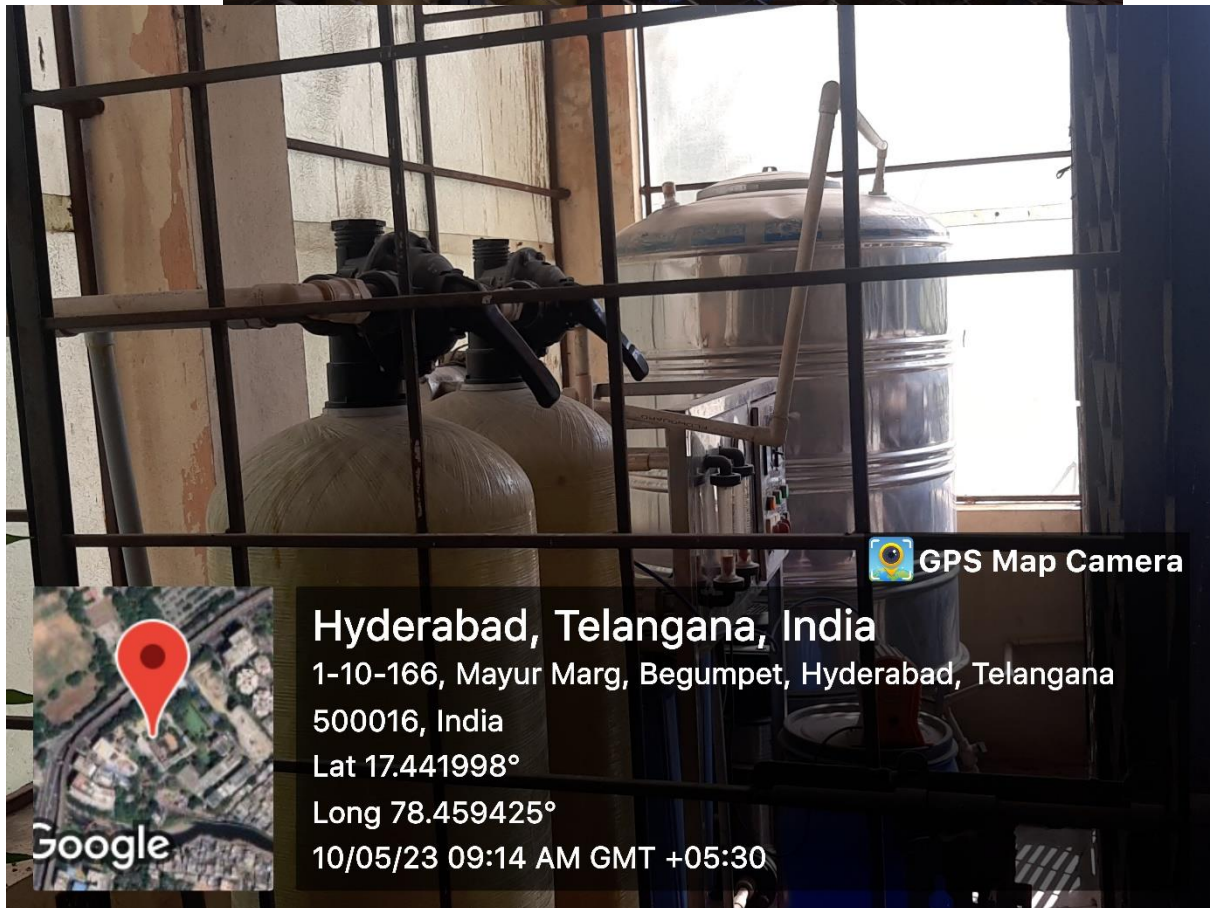 GPS Map Camera
Hyderabad, Telangana, India
1-10-166, Mayur Marg, Begumpet, Hyderabad, Telangana
500016, India
Lat 17.441998°
Long 78.459425°
10/05/23 09:14 AM GMT +05:30
Google